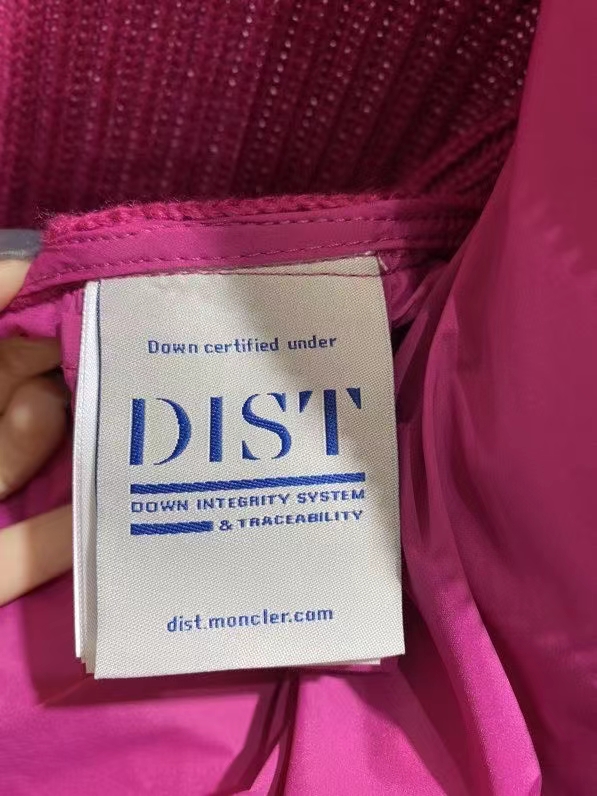 Down certified under
DIST
DOWN INTEGRITY SYSTEM
& TRACEABILITY
dist.moncler.com